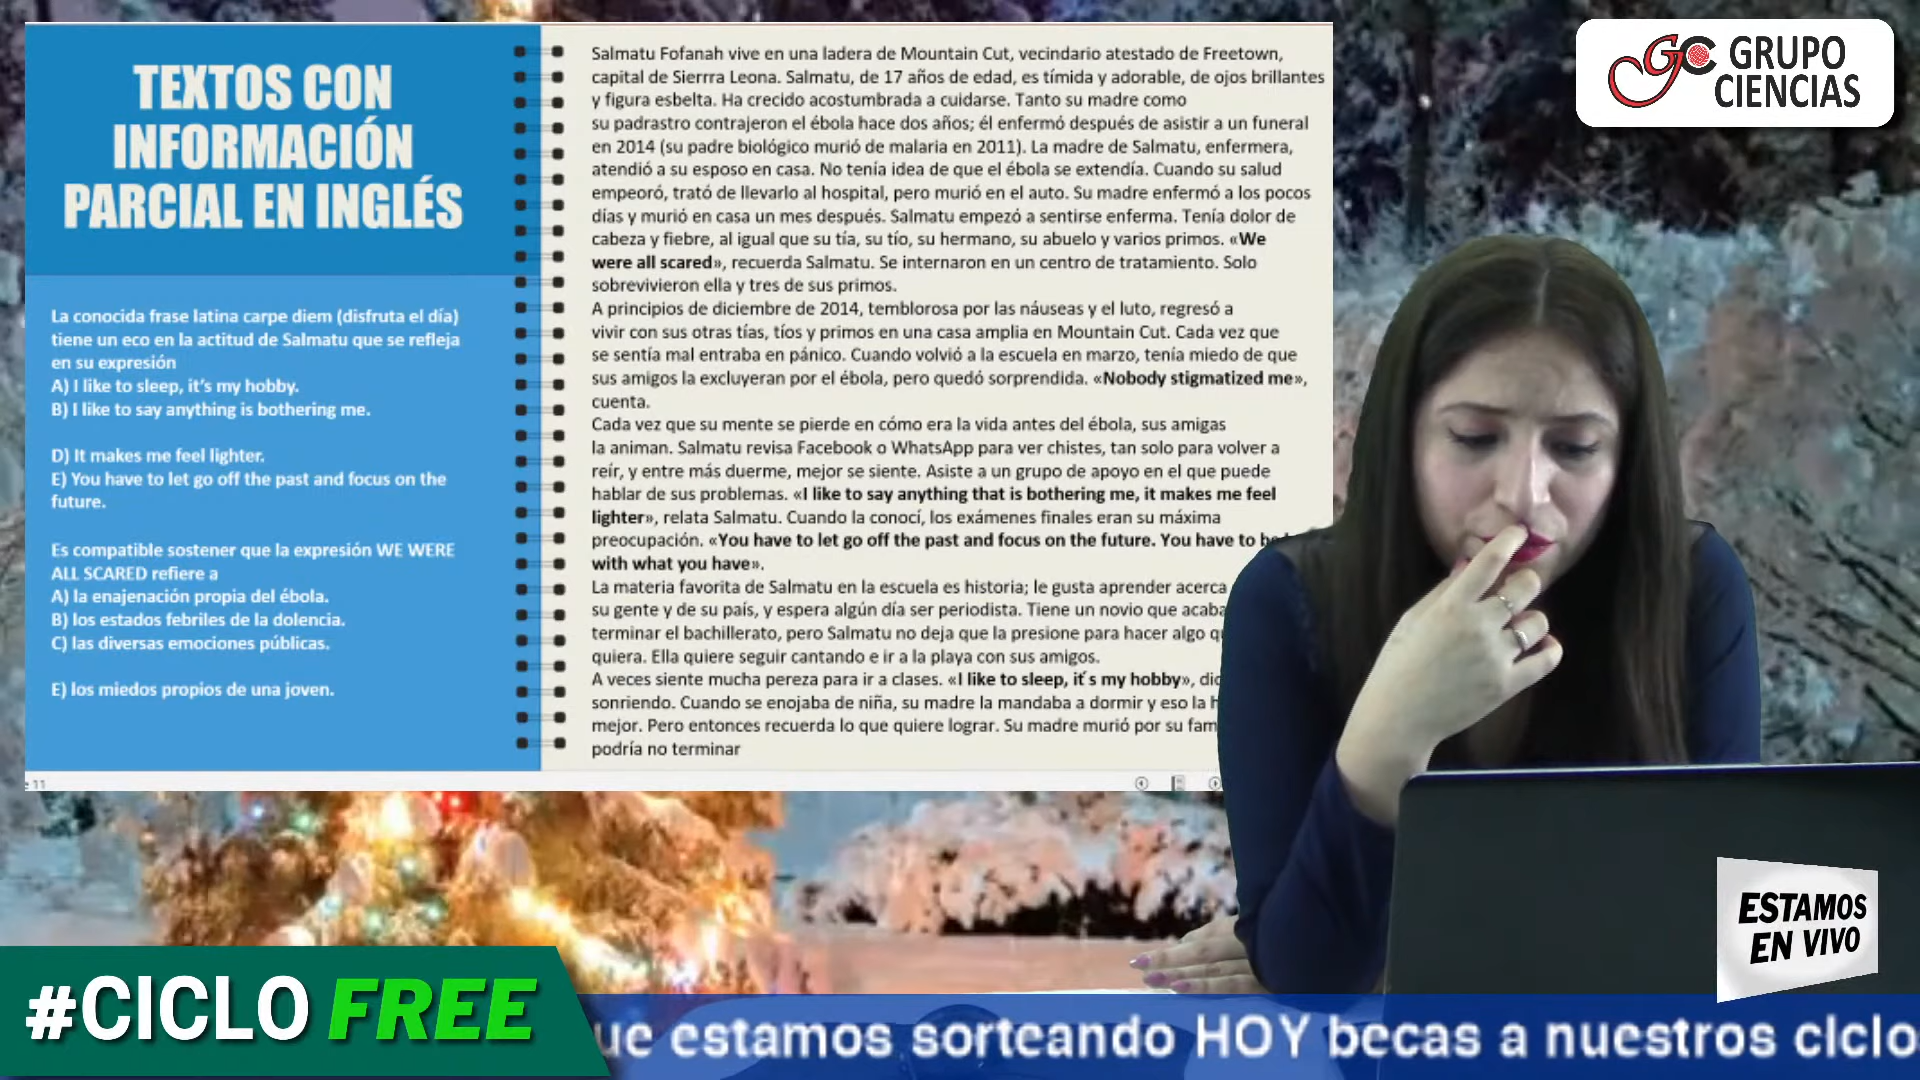 TEXTOS CON
INFORMACIÓN
PARCIAL EN INGLÉS
La conocida frase latina carpe diem (disfruta el día)
tiene un eco en la actitud de Salmatu que se refleja
en su expresión
A) I like to sleep, it's my hobby.
B) I like to say anything is bothering me.
D) It makes me feel lighter.
E) You have to let go off the past and focus on the
future.
Es compatible sostener que la expresión WE WERE
ALL SCARED refiere a
A) la enajenación propia del ébola.
B) los estados febriles de la dolencia.
C) las diversas emociones públicas.
E) los miedos propios de una joven.
Salmatu Fofanah vive en una ladera de Mountain Cut, vecindario atestado de Freetown,
capital de Sierrra Leona. Salmatu, de 17 años de edad, es tímida y adorable, de ojos brillantes
y figura esbelta. Ha crecido acostumbrada a cuidarse. Tanto su madre como
su padrastro contrajeron el ébola hace dos años; él enfermó después de asistir a un funeral
en 2014 (su padre biológico murió de malaria en 2011). La madre de Salmatu, enfermera,
atendió a su esposo en casa. No tenía idea de que el ébola se extendía. Cuando su salud
empeoró, trató de llevarlo al hospital, pero murió en el auto. Su madre enfermó a los pocos
días y murió en casa un mes después. Salmatu empezó a sentirse enferma. Tenía dolor de
cabeza y fiebre, al igual que su tía, su tío, su hermano, su abuelo y varios primos. «We
were all scared», recuerda Salmatu. Se internaron en un centro de tratamiento. Solo
sobrevivieron ella y tres de sus primos.
A principios de diciembre de 2014, temblorosa por las náuseas y el luto, regresó a
vivir con sus otras tías, tíos y primos en una casa amplia en Mountain Cut. Cada vez que
se sentía mal entraba en pánico. Cuando volvió a la escuela en marzo, tenía miedo de que
sus amigos la excluyeran por el ébola, pero quedó sorprendida. «Nobody stigmatized me»,
cuenta.
Cada vez que su mente se pierde en cómo era la vida antes del ébola, sus amigas
la animan. Salmatu revisa Facebook o WhatsApp para ver chistes, tan solo para volver a
reír, y entre más duerme, mejor se siente. Asiste a un grupo de apoyo en el que puede
hablar de sus problemas. «I like to say anything that is bothering me, it makes me feel
lighter», relata Salmatu. Cuando la conocí, los exámenes finales eran su máxima
preocupación. «You have to let go off the past and focus on the future. You have to
with what you have».
La materia favorita de Salmatu en la escuela es historia; le gusta aprender acerca
su gente y de su país, y espera algún día ser periodista. Tiene un novio que acaba
terminar el bachillerato, pero Salmatu no deja que la presione para hacer algo
quiera. Ella quiere seguir cantando e ir a la playa con sus amigos.
A veces siente mucha pereza para ir a clases. «I like to sleep, it´s my hobby»,
sonriendo. Cuando se enojaba de niña, su madre la mandaba a dormir y eso la
mejor. Pero entonces recuerda lo que quiere lograr. Su madre murió por su
podría no terminar
11
GC GRUPO
CIENCIAS
ESTAMOS
EN VIVO
#CICLO FREE
ue estamos sorteando HOY becas a nuestros ciclo